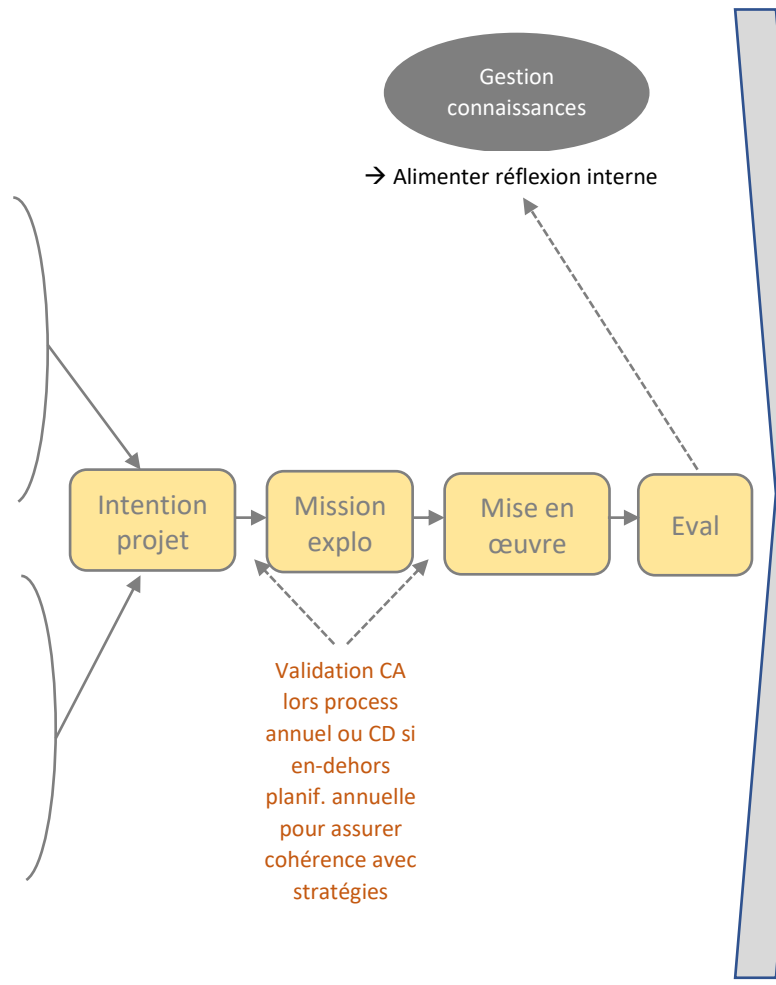 Gestion
connaissances
→ Alimenter réflexion interne
Intention
projet
Mission
explo
Mise en
œuvre
Eval
Validation CA
lors process
annuel ou CD si
en-dehors
planif. annuelle
pour assurer
cohérence avec
stratégies